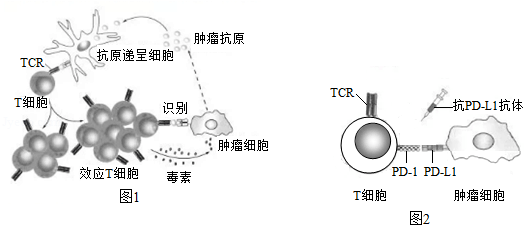 抗原递呈细胞
肿瘤抗原
TCR
T细胞
识别
肿瘤细胞
效应T细胞
毒素
图1
TCR
抗PD-L1抗体
PD-1
PD-L1
T细胞
肿瘤细胞
图2